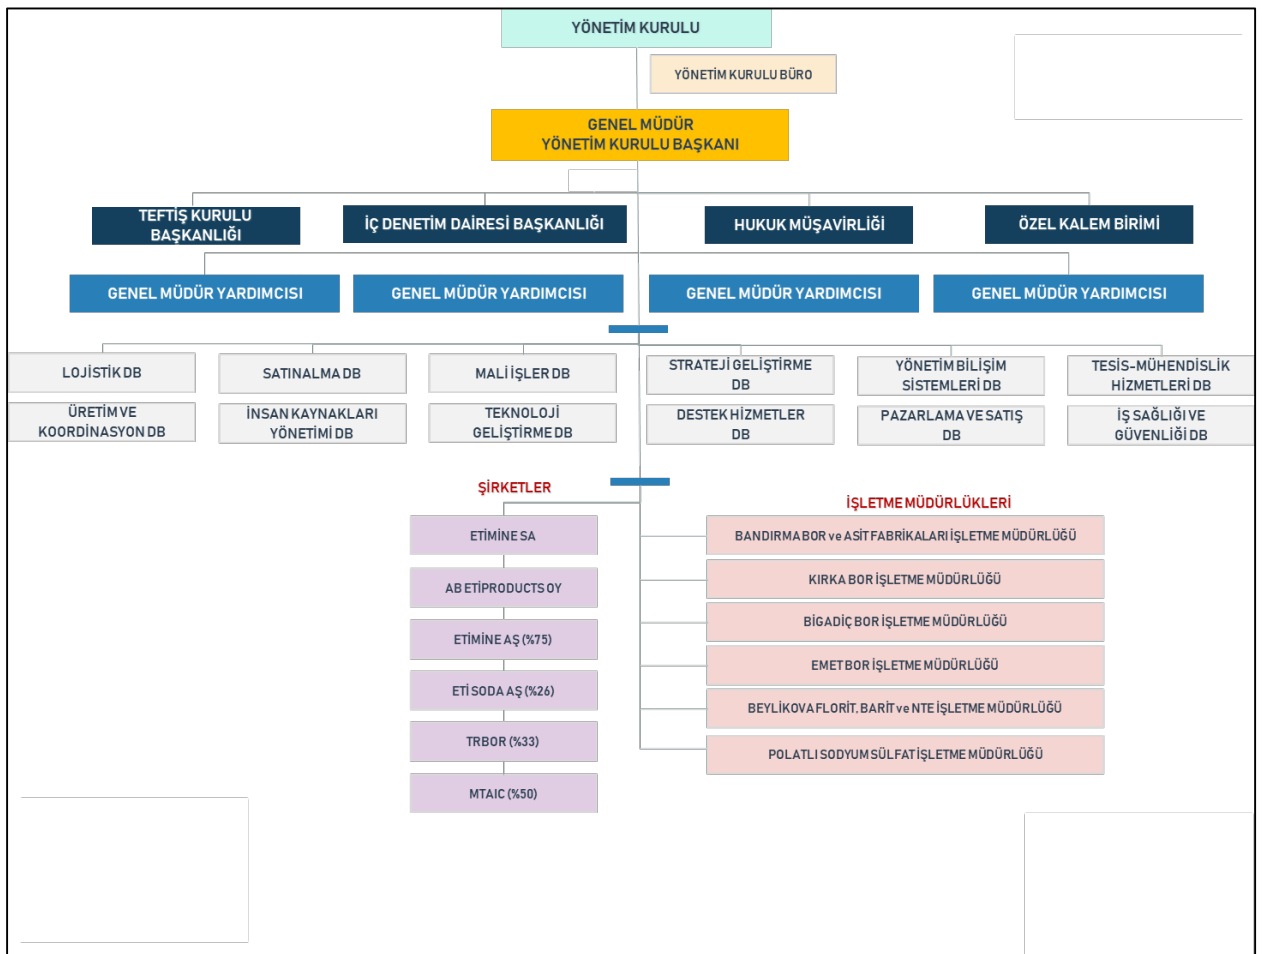 YÖNETİM KURULU
YÖNETİM KURULU BÜRO
GENEL MÜDÜR
YÖNETİM KURULU BAŞKANI
TEFTİŞ KURULU
BAŞKANLIĞI
İÇ DENETİM DAİRESİ BAŞKANLIĞI
HUKUK MÜŞAVİRLİĞİ
ÖZEL KALEM BİRİMİ
GENEL MÜDÜR YARDIMCISI
GENEL MÜDÜR YARDIMCISI
GENEL MÜDÜR YARDIMCISI
GENEL MÜDÜR YARDIMCISI
LOJİSTİK DB
SATINALMA DB
MALİ İŞLER DB
STRATEJİ GELİŞTİRME
DB
YÖNETİM BİLİŞİM
SİSTEMLERİ DB
TESİS-MÜHENDİSLİK
HİZMETLERİ DB
ÜRETİM VE
KOORDİNASYON DB
İNSAN KAYNAKLARI
YÖNETİMİ DB
TEKNOLOJİ
GELİŞTİRME DB
DESTEK HİZMETLER
DB
PAZARLAMA VE SATIŞ
DB
İŞ SAĞLIĞI VE
GÜVENLİĞİ DB
ŞİRKETLER
ETİMİNE SA
AB ETİPRODUCTS OY
ETİMİNE AŞ (%75)
ETİ SODA AŞ (%26)
TRBOR (%33)
MTAIC (%50)
İŞLETME MÜDÜRLÜKLERİ
BANDIRMA BOR ve ASİT FABRİKALARI İŞLETME MÜDÜRLÜĞÜ
KIRKA BOR İŞLETME MÜDÜRLÜĞÜ
BİGADİÇ BOR İŞLETME MÜDÜRLÜĞÜ
EMET BOR İŞLETME MÜDÜRLÜĞÜ
BEYLİKOVA FLORİT, BARİT ve NTE İŞLETME MÜDÜRLÜĞÜ
POLATLI SODYUM SÜLFAT İŞLETME MÜDÜRLÜĞÜ